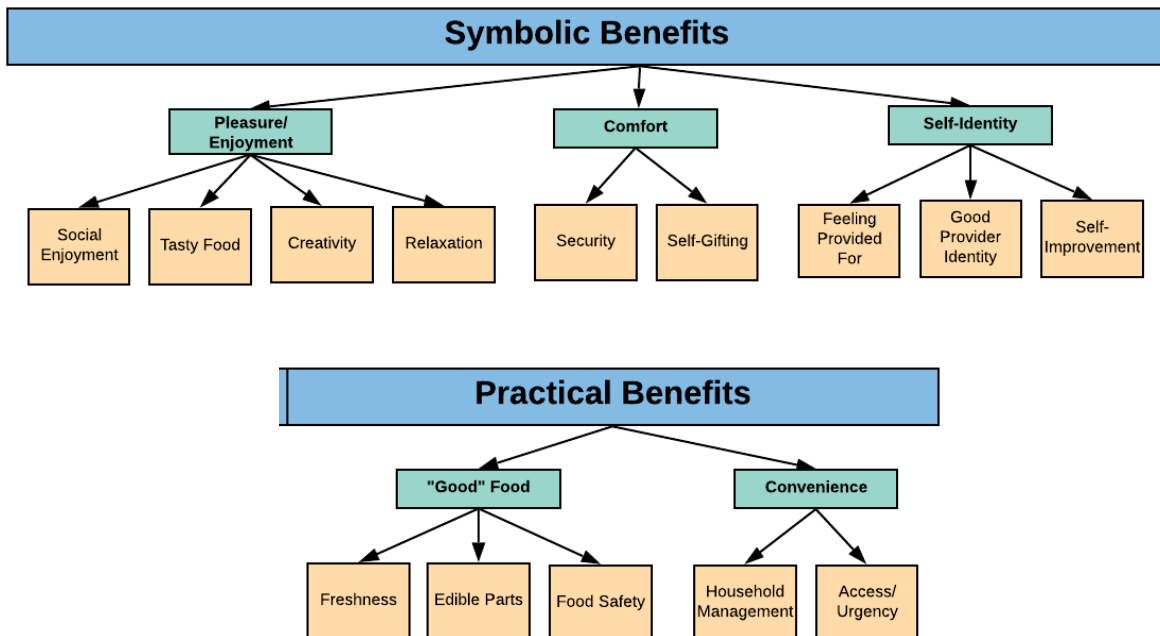 Symbolic Benefits
Pleasure/
Enjoyment
Comfort
Self-Identity
Social
Enjoyment
Tasty Food
Creativity
Relaxation
Security
Self-Gifting
Feeling
Provided
For
Good
Provider
Identity
Self-
Improvement
Practical Benefits
"Good" Food
Convenience
Freshness
Edible Parts
Food Safety
Household
Management
Access/
Urgency